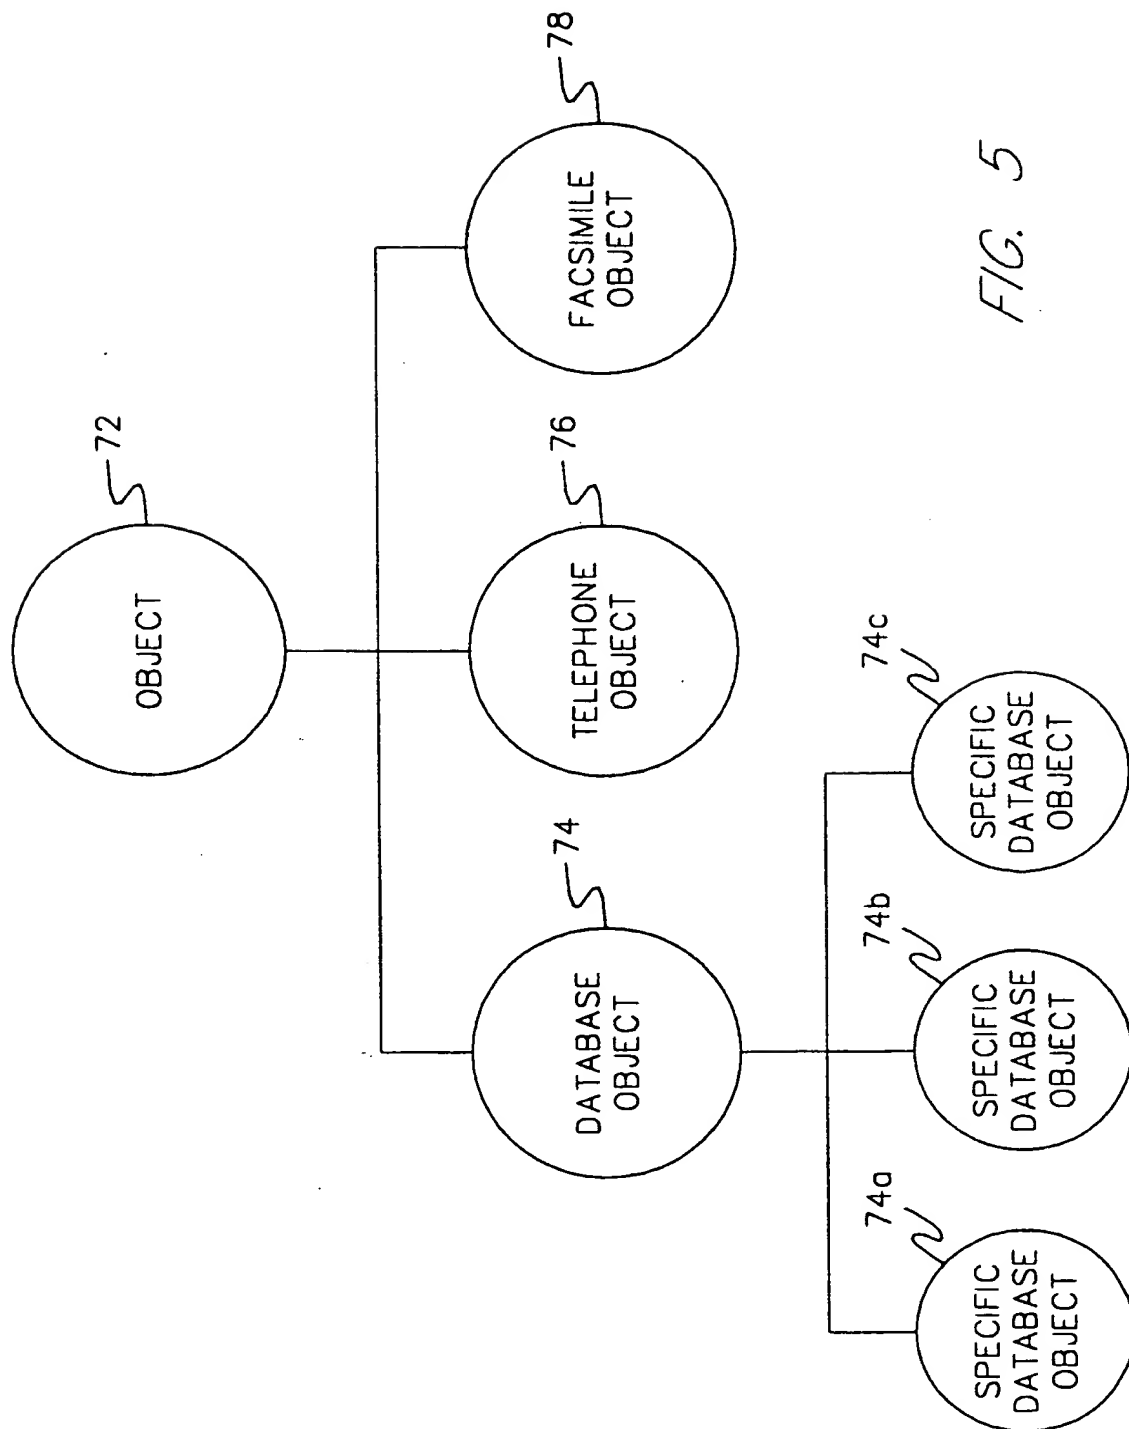 OBJECT
72
DATABASE
OBJECT
74
TELEPHONE
OBJECT
76
FACSIMILE
OBJECT
78
SPECIFIC
DATABASE
OBJECT
74a
SPECIFIC
DATABASE
OBJECT
74b
SPECIFIC
DATABASE
OBJECT
74c
FIG. 5